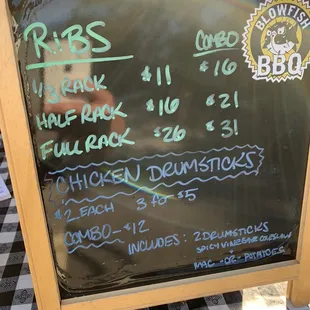 RIBS
COMBO
BLOWFISH
BBQ
1/3 RACK $11 $16
HALF RACK $16 $21
FULL RACK $26 $31
CHICKEN DRUMSTICKS
$2 EACH 3 for $5
COMBO - $12
INCLUDES: 2 DRUMSTICKS
SPICY VINEGAR COLESLAW
+
MAC -OR- POTATOES